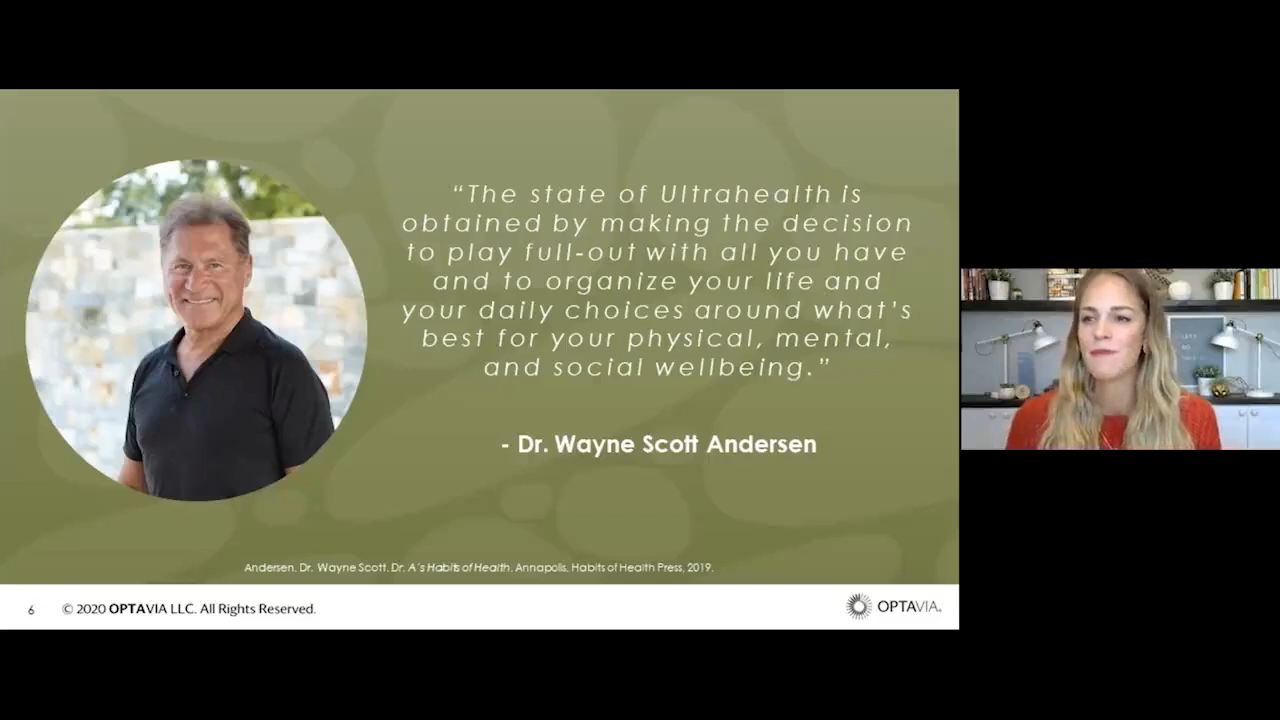 “The state of Ultrahealth is
obtained by making the decision
to play full-out with all you have
and to organize your life and
your daily choices around what’s
best for your physical, mental,
and social wellbeing.”
- Dr. Wayne Scott Andersen
Andersen. Dr. Wayne Scott. Dr. A’s Habits of Health. Annapolis. Habits of Health Press, 2019.
6 © 2020 OPTAVIA LLC. All Rights Reserved.
OPTAVIA